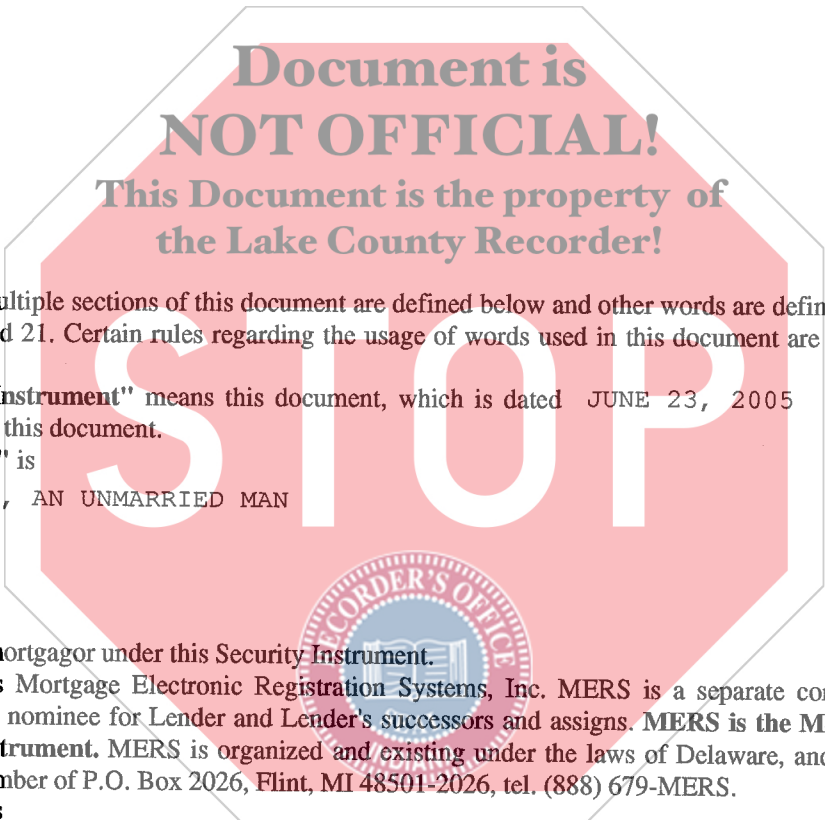 Document is
NOT OFFICIAL!
This Document is the property of
the Lake County Recorder!
ultiple sections of this document are defined below and other words are defin
d 21. Certain rules regarding the usage of words used in this document are
nstrument" means this document, which is dated JUNE 23, 2005
this document.
" is
, AN UNMARRIED MAN
STOP
RECORDER'S OFFICE
ortgagor under this Security Instrument.
s Mortgage Electronic Registration Systems, Inc. MERS is a separate cor
nominee for Lender and Lender's successors and assigns. MERS is the M
trument. MERS is organized and existing under the laws of Delaware, and
mber of P.O. Box 2026, Flint, MI 48501-2026, tel. (888) 679-MERS.
s